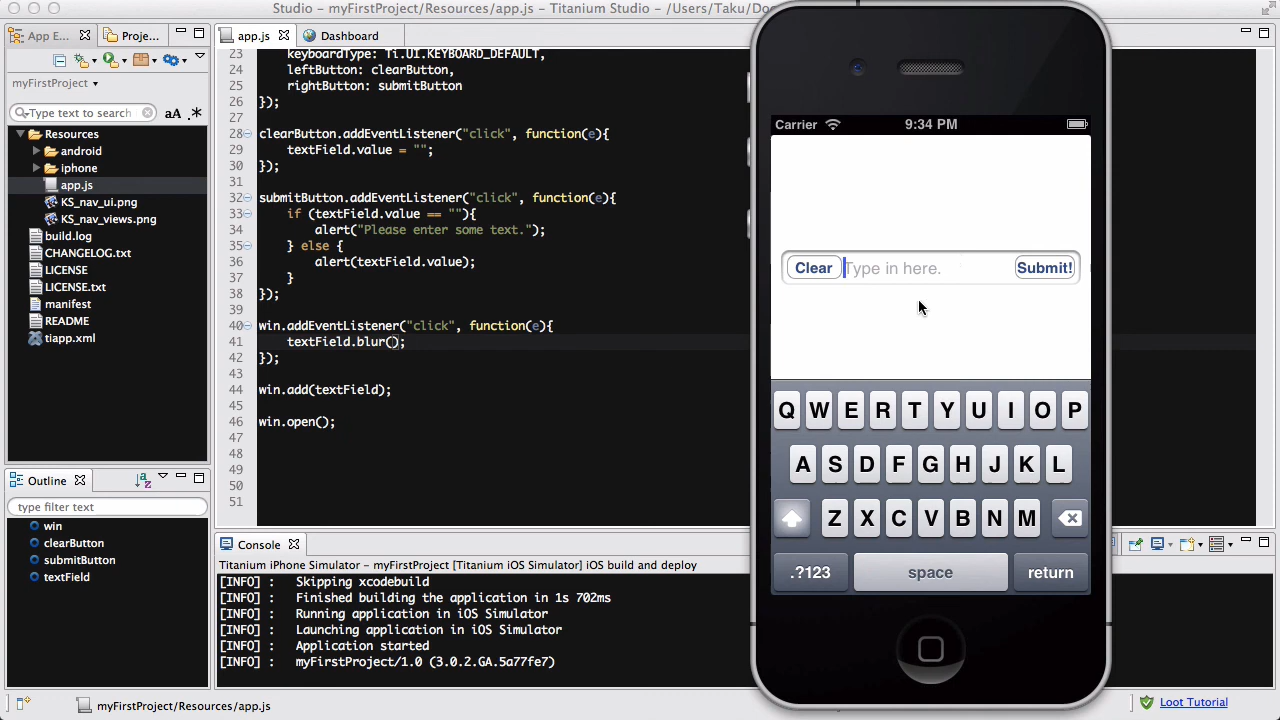 Studio - myFirstProject/Resources/app.js - Titanium Studio - /Users/Taku/Do
App E...
Proje...
myFirstProject
Type text to search
aA
.*
Resources
android
iphone
app.js
KS_nav_ui.png
KS_nav_views.png
build.log
CHANGELOG.txt
LICENSE
LICENSE.txt
manifest
README
tiapp.xml
Outline
type filter text
win
clearButton
submitButton
textField
app.js
Dashboard
23 keyboardType: Ti.UI.KEYBOARD_DEFAULT,
24 leftButton: clearButton,
25 rightButton: submitButton
26 });
27
28 clearButton.addEventListener("click", function(e){
29 textField.value = "";
30 });
31
32 submitButton.addEventListener("click", function(e){
33 if (textField.value == ""){
34 alert("Please enter some text.");
35 } else {
36 alert(textField.value);
37 }
38 });
39
40 win.addEventListener("click", function(e){
41 textField.blur();
42 });
43
44 win.add(textField);
45
46 win.open();
47
48
49
50
51
Console
Titanium iPhone Simulator - myFirstProject [Titanium iOS Simulator] iOS build and deploy
[INFO] : Skipping xcodebuild
[INFO] : Finished building the application in 1s 702ms
[INFO] : Running application in iOS Simulator
[INFO] : Launching application in iOS Simulator
[INFO] : Application started
[INFO] : myFirstProject/1.0 (3.0.2.GA.5a77fe7)
Carrier 9:34 PM
Clear Type in here. Submit!
Q W E R T Y U I O P
A S D F G H J K L
Z X C V B N M
.?123 space return
myFirstProject/Resources/app.js
Loot Tutorial